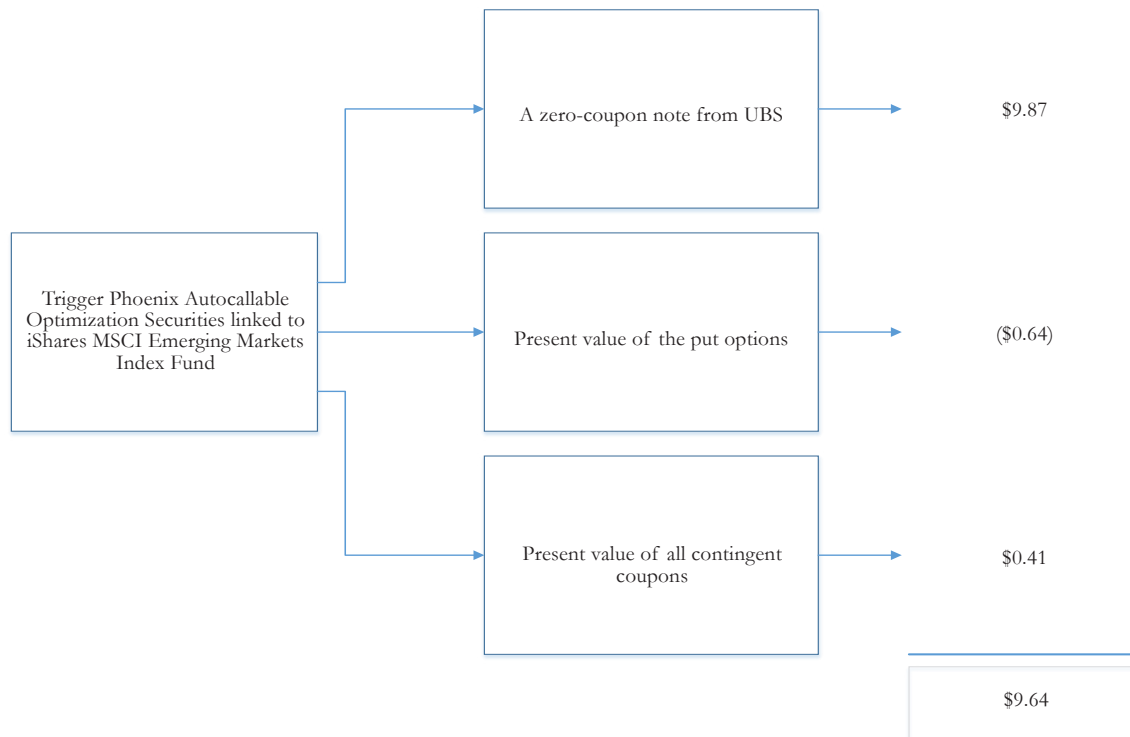 A zero-coupon note from UBS
$9.87
Trigger Phoenix Autocallable
Optimization Securities linked to
iShares MSCI Emerging Markets
Index Fund
Present value of the put options
($0.64)
Present value of all contingent
coupons
$0.41
$9.64